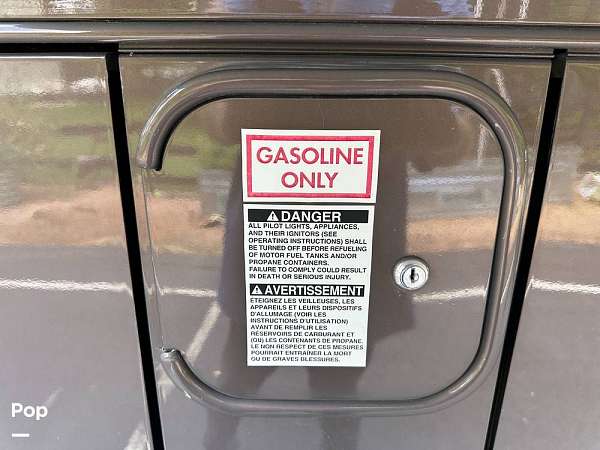 GASOLINE
ONLY
⚠ DANGER
ALL PILOT LIGHTS, APPLIANCES,
AND THEIR IGNITORS (SEE
OPERATING INSTRUCTIONS) SHALL
BE TURNED OFF BEFORE REFUELING
OF MOTOR FUEL TANKS AND/OR
PROPANE CONTAINERS.
FAILURE TO COMPLY COULD RESULT
IN DEATH OR SERIOUS INJURY.
⚠ AVERTISSEMENT
ÉTEIGNEZ LES VEILLEUSES, LES
APPAREILS ET LEURS DISPOSITIFS
D'ALLUMAGE (VOIR LES
INSTRUCTIONS D'UTILISATION)
AVANT DE REMPLIR LES
RÉSERVOIRS DE CARBURANT ET
(OU) LES CONTENANTS DE PROPANE.
LE NON RESPECT DE CES MESURES
POURRAIT ENTRAÎNER LA MORT
OU DE GRAVES BLESSURES.
Pop